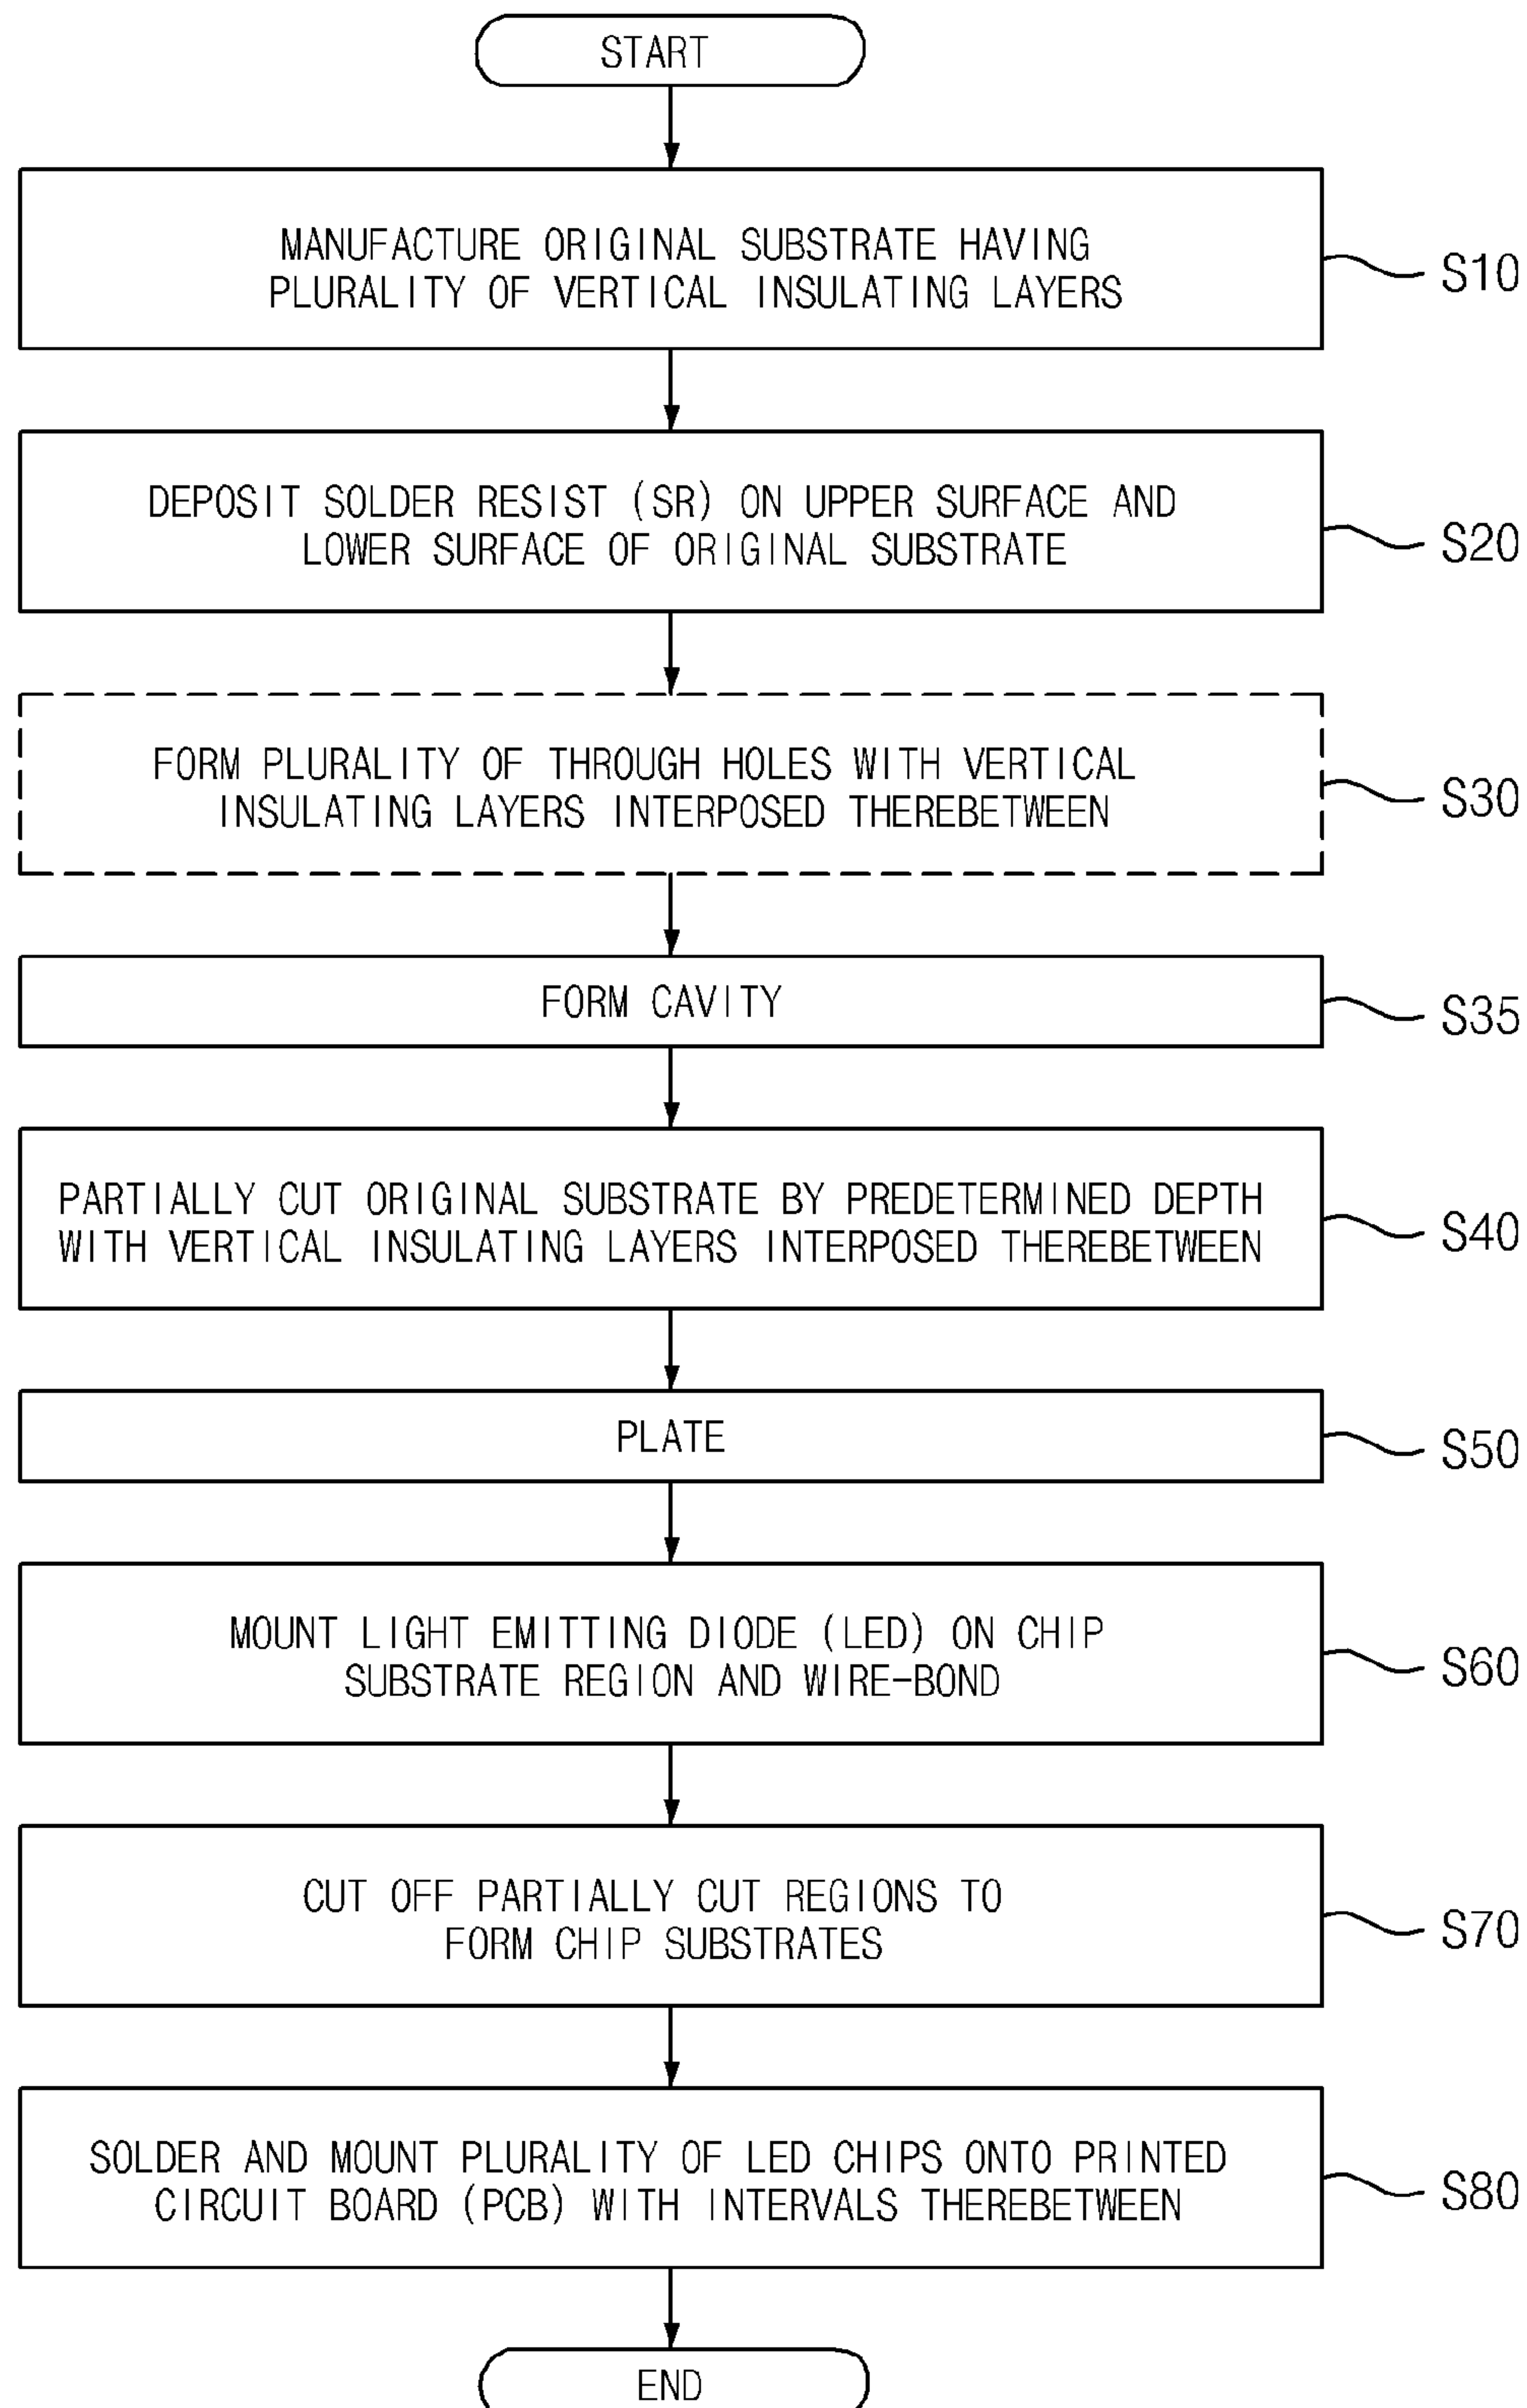 START
MANUFACTURE ORIGINAL SUBSTRATE HAVING
PLURALITY OF VERTICAL INSULATING LAYERS
S10
DEPOSIT SOLDER RESIST (SR) ON UPPER SURFACE AND
LOWER SURFACE OF ORIGINAL SUBSTRATE
S20
FORM PLURALITY OF THROUGH HOLES WITH VERTICAL
INSULATING LAYERS INTERPOSED THEREBETWEEN
S30
FORM CAVITY
S35
PARTIALLY CUT ORIGINAL SUBSTRATE BY PREDETERMINED DEPTH
WITH VERTICAL INSULATING LAYERS INTERPOSED THEREBETWEEN
S40
PLATE
S50
MOUNT LIGHT EMITTING DIODE (LED) ON CHIP
SUBSTRATE REGION AND WIRE-BOND
S60
CUT OFF PARTIALLY CUT REGIONS TO
FORM CHIP SUBSTRATES
S70
SOLDER AND MOUNT PLURALITY OF LED CHIPS ONTO PRINTED
CIRCUIT BOARD (PCB) WITH INTERVALS THEREBETWEEN
S80
END